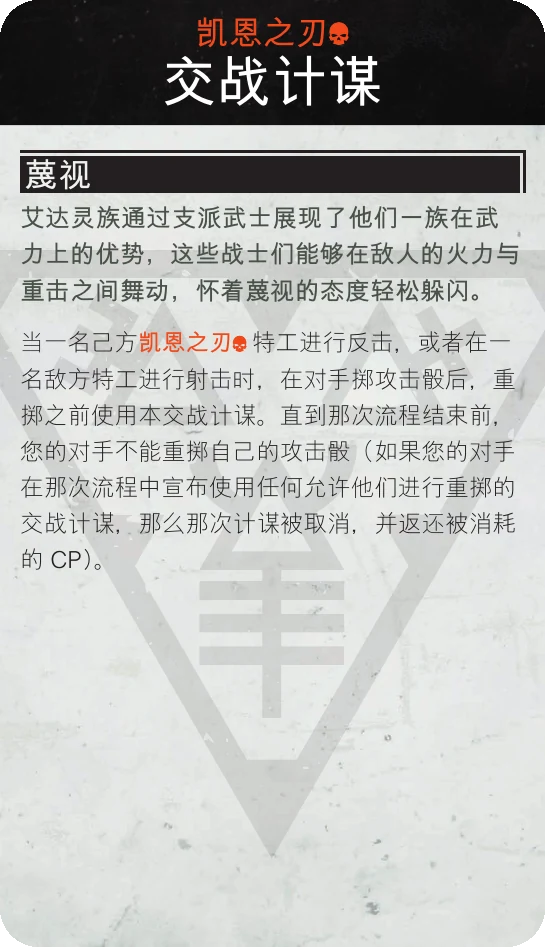 凯恩之刃
交战计谋
蔑视
艾达灵族通过支派武士展现了他们一族在武
力上的优势，这些战士们能够在敌人的火力与
重击之间舞动，怀着蔑视的态度轻松躲闪。
当一名己方凯恩之刃特工进行反击，或者在一
名敌方特工进行射击时，在对手掷攻击骰后，重
掷之前使用本交战计谋。直到那次流程结束前，
您的对手不能重掷自己的攻击骰（如果您的对手
在那次流程中宣布使用任何允许他们进行重掷的
交战计谋，那么那次计谋被取消，并返还被消耗
的 CP）。